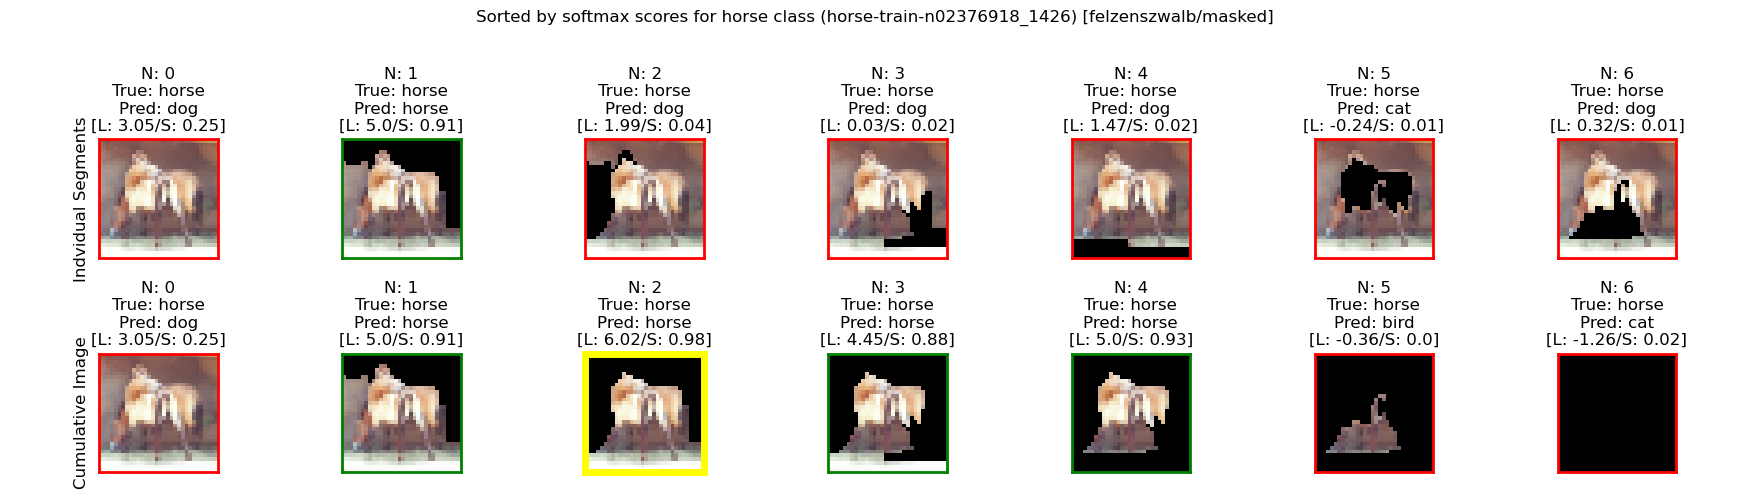 Sorted by softmax scores for horse class (horse-train-n02376918_1426) [felzenszwalb/masked]
Indvidual Segments
N: 0
True: horse
Pred: dog
[L: 3.05/S: 0.25]
N: 1
True: horse
Pred: horse
[L: 5.0/S: 0.91]
N: 2
True: horse
Pred: dog
[L: 1.99/S: 0.04]
N: 3
True: horse
Pred: dog
[L: 0.03/S: 0.02]
N: 4
True: horse
Pred: dog
[L: 1.47/S: 0.02]
N: 5
True: horse
Pred: cat
[L: -0.24/S: 0.01]
N: 6
True: horse
Pred: dog
[L: 0.32/S: 0.01]
Cumulative Image
N: 0
True: horse
Pred: dog
[L: 3.05/S: 0.25]
N: 1
True: horse
Pred: horse
[L: 5.0/S: 0.91]
N: 2
True: horse
Pred: horse
[L: 6.02/S: 0.98]
N: 3
True: horse
Pred: horse
[L: 4.45/S: 0.88]
N: 4
True: horse
Pred: horse
[L: 5.0/S: 0.93]
N: 5
True: horse
Pred: bird
[L: -0.36/S: 0.0]
N: 6
True: horse
Pred: cat
[L: -1.26/S: 0.02]